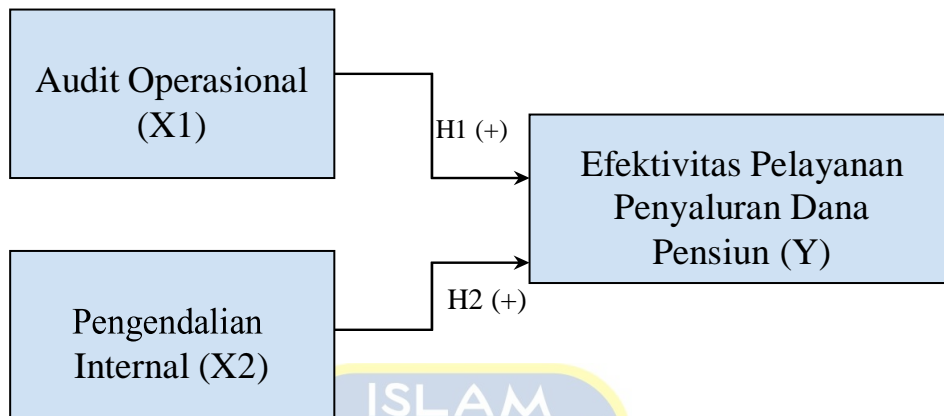 Audit Operasional
(X1)
H1 (+)
Efektivitas Pelayanan
Penyaluran Dana
Pensiun (Y)
H2 (+)
Pengendalian
Internal (X2)
ISLAM